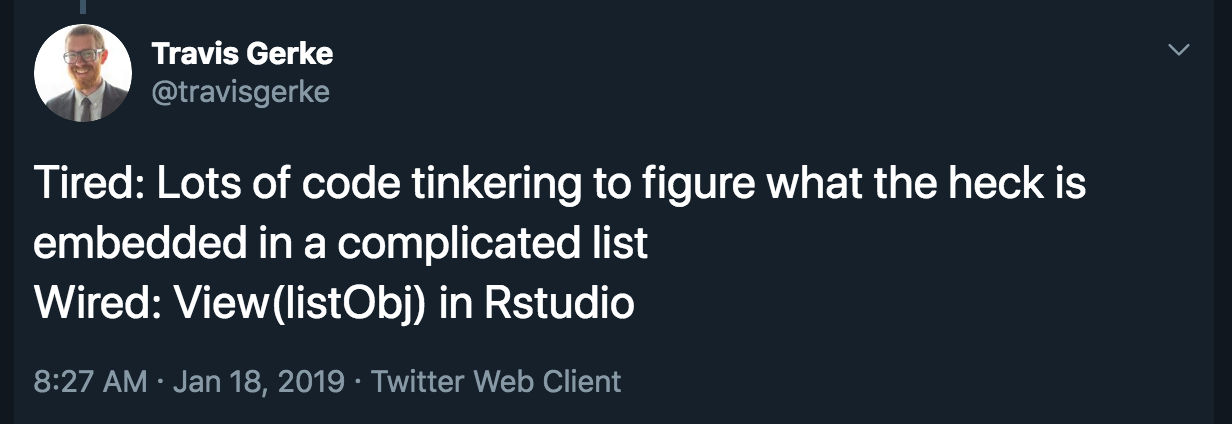 Travis Gerke
@travisgerke
Tired: Lots of code tinkering to figure what the heck is
embedded in a complicated list
Wired: View(listObj) in Rstudio
8:27 AM · Jan 18, 2019 · Twitter Web Client